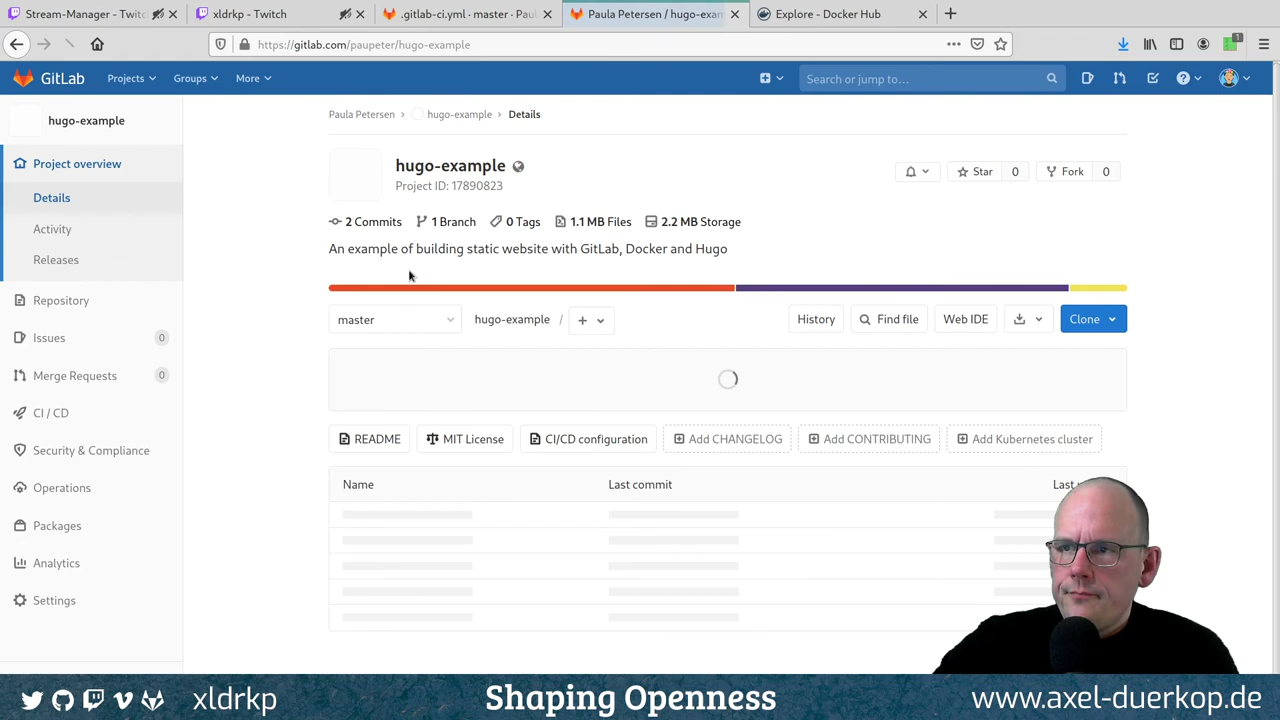 Stream-Manager - Twitc
xldrkp - Twitch
.gitlab-ci.yml · master · Pau
Paula Petersen / hugo-exam
Explore - Docker Hub
https://gitlab.com/paupeter/hugo-example
GitLab
Projects
Groups
More
Search or jump to…
hugo-example
Project overview
Details
Activity
Releases
Repository
Issues 0
Merge Requests 0
CI / CD
Security & Compliance
Operations
Packages
Analytics
Settings
Paula Petersen > hugo-example > Details
hugo-example
Project ID: 17890823
Star 0
Fork 0
2 Commits 1 Branch 0 Tags 1.1 MB Files 2.2 MB Storage
An example of building static website with GitLab, Docker and Hugo
master
hugo-example / +
History
Find file
Web IDE
Clone
README
MIT License
CI/CD configuration
Add CHANGELOG
Add CONTRIBUTING
Add Kubernetes cluster
Name Last commit Last
xldrkp
Shaping Openness
www.axel-duerkop.de